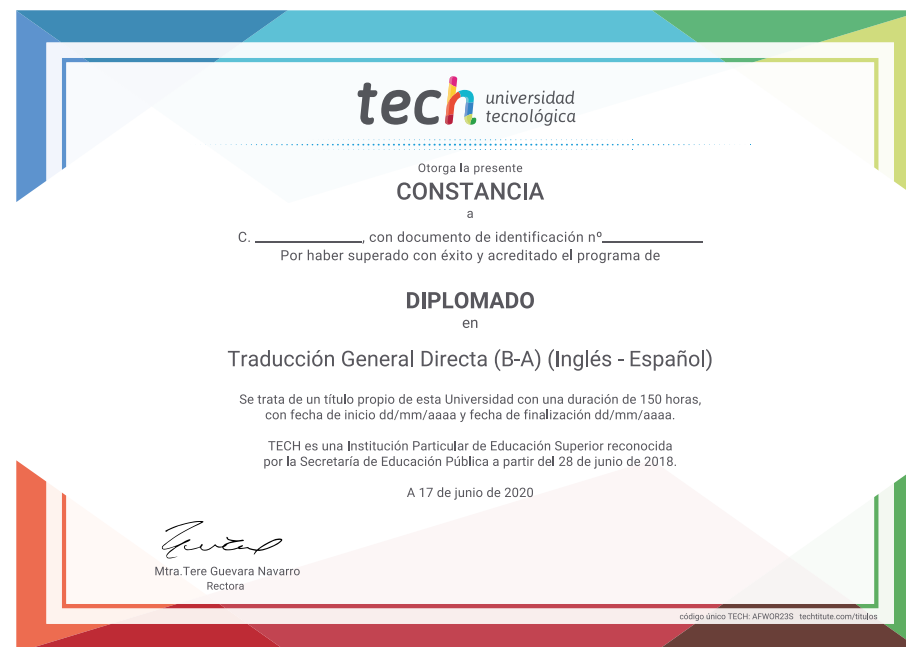 tech universidad
tecnológica
Otorga la presente
CONSTANCIA
a
C. ______________, con documento de identificación nº_____________
Por haber superado con éxito y acreditado el programa de
DIPLOMADO
en
Traducción General Directa (B-A) (Inglés - Español)
Se trata de un título propio de esta Universidad con una duración de 150 horas,
con fecha de inicio dd/mm/aaaa y fecha de finalización dd/mm/aaaa.
TECH es una Institución Particular de Educación Superior reconocida
por la Secretaría de Educación Pública a partir del 28 de junio de 2018.
A 17 de junio de 2020
Mtra.Tere Guevara Navarro
Rectora
código único TECH: AFWOR23S techtitute.com/titulos